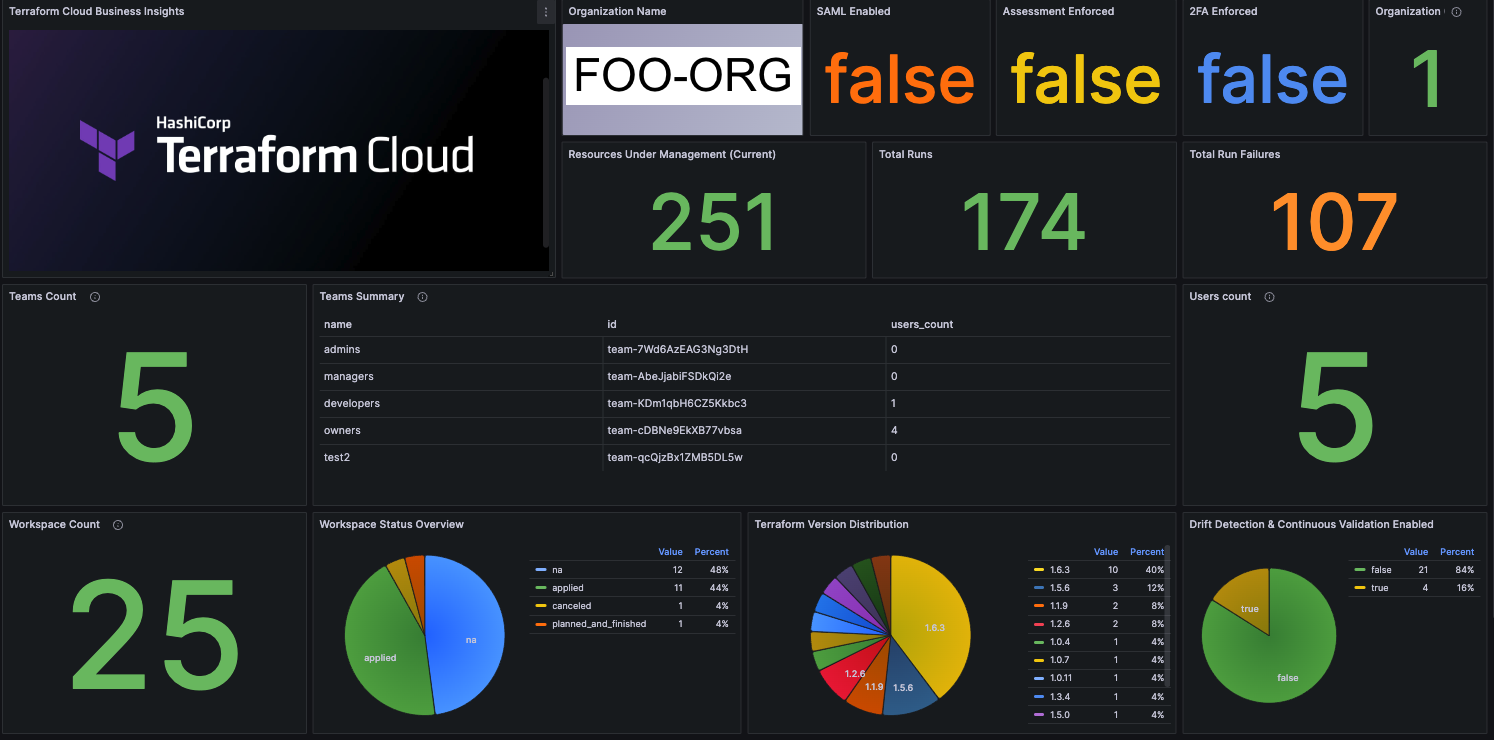 Terraform Cloud Business Insights
HashiCorp
Terraform Cloud
Organization Name
FOO-ORG
SAML Enabled
false
Assessment Enforced
false
2FA Enforced
false
Organization
1
Resources Under Management (Current)
251
Total Runs
174
Total Run Failures
107
Teams Count
5
Teams Summary
name id users_count
admins team-7Wd6AzEAG3Ng3DtH 0
managers team-AbeJjabiFSDkQi2e 0
developers team-KDm1qbH6CZ5Kkbc3 1
owners team-cDBNe9EkXB77vbsa 4
test2 team-qcQjzBx1ZMB5DL5w 0
Users count
5
Workspace Count
25
Workspace Status Overview
na
applied
Value Percent
na 12 48%
applied 11 44%
canceled 1 4%
planned_and_finished 1 4%
Terraform Version Distribution
1.6.3
1.2.6
1.1.9
1.5.6
Value Percent
1.6.3 10 40%
1.5.6 3 12%
1.1.9 2 8%
1.2.6 2 8%
1.0.4 1 4%
1.0.7 1 4%
1.0.11 1 4%
1.3.4 1 4%
1.5.0 1 4%
Drift Detection & Continuous Validation Enabled
true
false
Value Percent
false 21 84%
true 4 16%